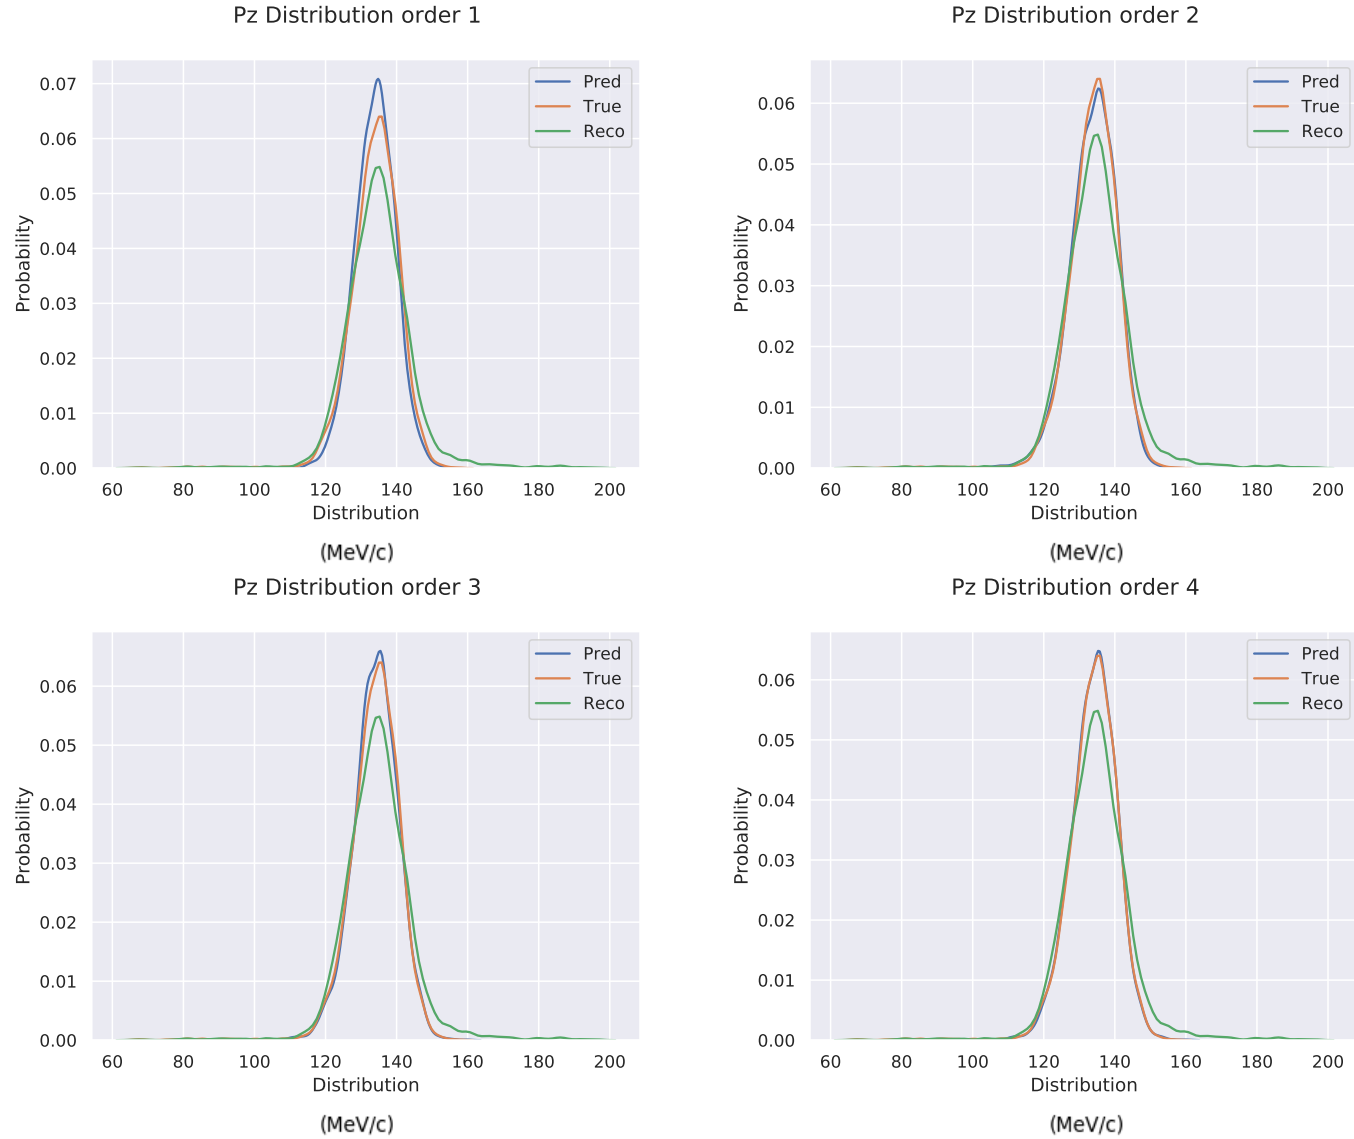 Pz Distribution order 1
0.07
0.06
0.05
0.04
0.03
0.02
0.01
0.00
Probability
Pred
True
Reco
60 80 100 120 140 160 180 200
Distribution
(MeV/c)
Pz Distribution order 2
0.06
0.05
0.04
0.03
0.02
0.01
0.00
Probability
Pred
True
Reco
60 80 100 120 140 160 180 200
Distribution
(MeV/c)
Pz Distribution order 3
0.06
0.05
0.04
0.03
0.02
0.01
0.00
Probability
Pred
True
Reco
60 80 100 120 140 160 180 200
Distribution
(MeV/c)
Pz Distribution order 4
0.06
0.05
0.04
0.03
0.02
0.01
0.00
Probability
Pred
True
Reco
60 80 100 120 140 160 180 200
Distribution
(MeV/c)